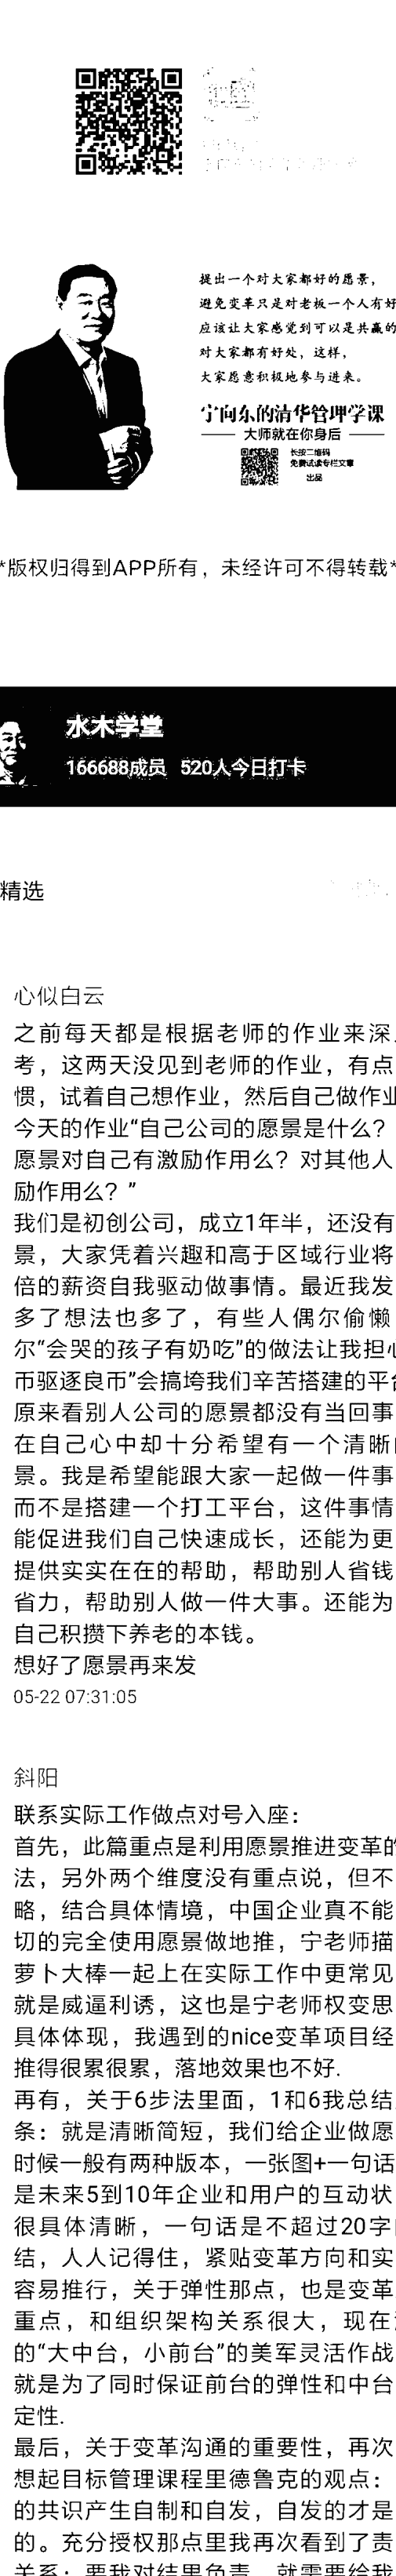 提出一个对大家都好的愿景，
避免变革只是对老板一个人有好
应该让大家感觉到可以是共赢的
对大家都有好处，这样，
大家愿意积极地参与进来。
宁向东的清华管理学课
大师就在你身后
长按二维码
免费试读专栏文章
出品
*版权归得到APP所有，未经许可不得转载*
水木学堂
166688成员 520人今日打卡
精选
心似白云
之前每天都是根据老师的作业来深
考，这两天没见到老师的作业，有点
惯，试着自己想作业，然后自己做作业
今天的作业“自己公司的愿景是什么？
愿景对自己有激励作用么？对其他人
励作用么？”
我们是初创公司，成立1年半，还没有
景，大家凭着兴趣和高于区域行业将
倍的薪资自我驱动做事情。最近我发
多了想法也多了，有些人偶尔偷懒
尔“会哭的孩子有奶吃”的做法让我担心
币驱逐良币”会搞垮我们辛苦搭建的平台
原来看别人公司的愿景都没有当回事
在自己心中却十分希望有一个清晰的
景。我是希望能跟大家一起做一件事
而不是搭建一个打工平台，这件事情
能促进我们自己快速成长，还能为更
提供实实在在的帮助，帮助别人省钱
省力，帮助别人做一件大事。还能为
自己积攒下养老的本钱。
想好了愿景再来发
05-22 07:31:05
斜阳
联系实际工作做点对号入座：
首先，此篇重点是利用愿景推进变革的
法，另外两个维度没有重点说，但不
略，结合具体情境，中国企业真不能
切的完全使用愿景做地推，宁老师描
萝卜大棒一起上在实际工作中更常见
就是威逼利诱，这也是宁老师权变思
具体体现，我遇到的nice变革项目经
推得很累很累，落地效果也不好.
再有，关于6步法里面，1和6我总结
条：就是清晰简短，我们给企业做愿
时候一般有两种版本，一张图+一句话
是未来5到10年企业和用户的互动状
很具体清晰，一句话是不超过20字的
结，人人记得住，紧贴变革方向和实
容易推行，关于弹性那点，也是变革
重点，和组织架构关系很大，现在
的“大中台，小前台”的美军灵活作战
就是为了同时保证前台的弹性和中台
定性.
最后，关于变革沟通的重要性，再次
想起目标管理课程里德鲁克的观点：
的共识产生自制和自发，自发的才是
的。充分授权那点里我再次看到了责
关系：要我对结果负责，就需要给我